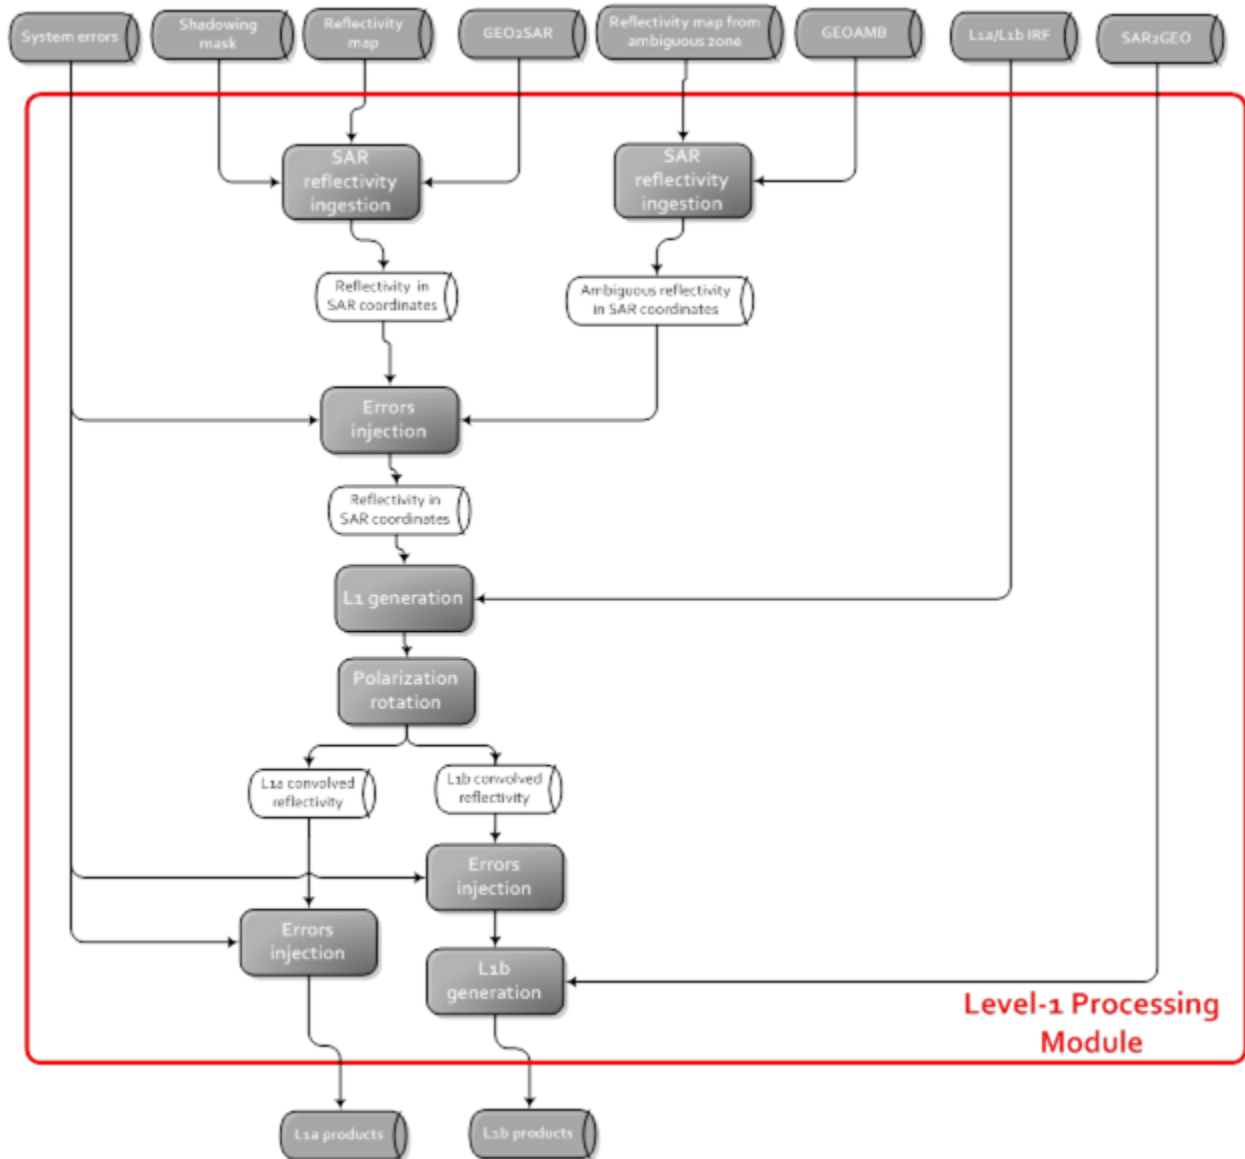 System errors
Shadowing
mask
Reflectivity
map
GEO2SAR
Reflectivity map from
ambiguous zone
GEOAMB
L1a/L1b IRF
SAR2GEO
SAR
reflectivity
ingestion
SAR
reflectivity
ingestion
Reflectivity in
SAR coordinates
Ambiguous reflectivity
in SAR coordinates
Errors
injection
Reflectivity in
SAR coordinates
L1 generation
Polarization
rotation
L1a convolved
reflectivity
L1b convolved
reflectivity
Errors
injection
Errors
injection
L1b
generation
Level-1 Processing
Module
L1a products
L1b products